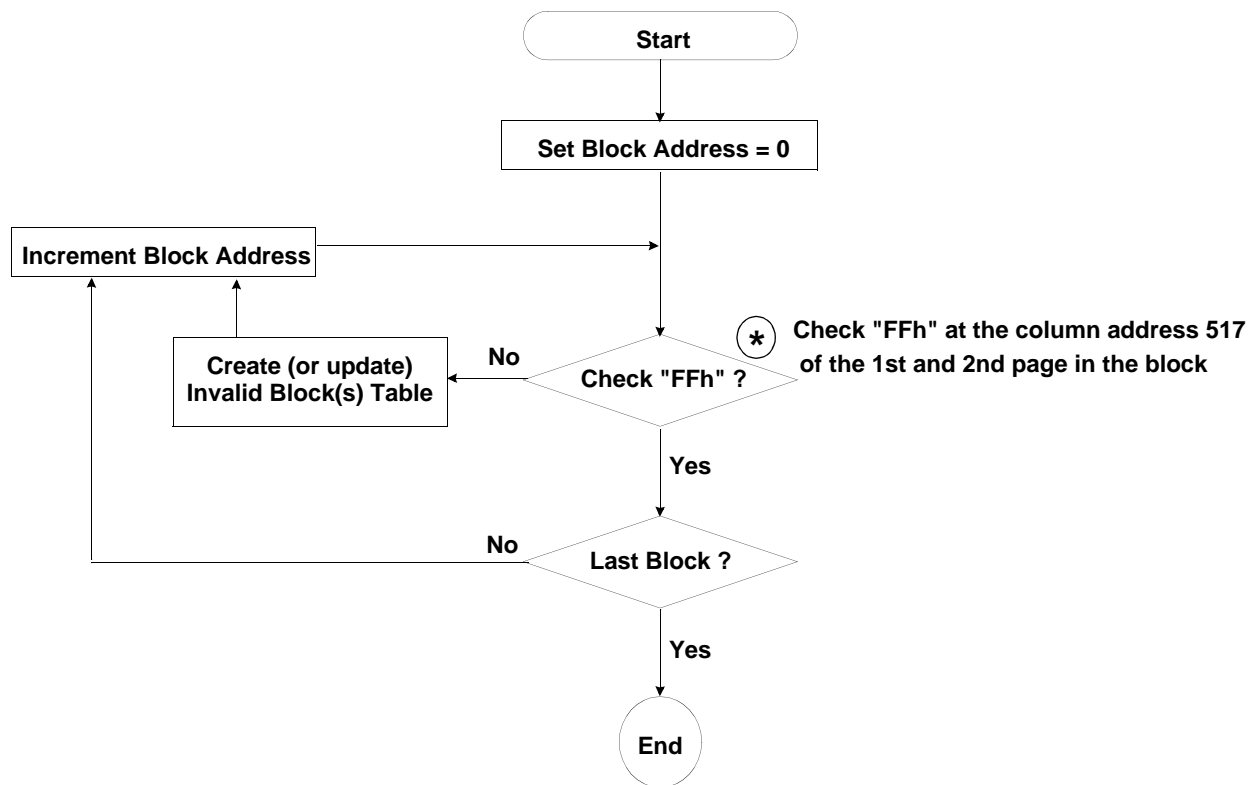 Start
Set Block Address = 0
Increment Block Address
* Check "FFh" at the column address 517
of the 1st and 2nd page in the block
No
Create (or update)
Invalid Block(s) Table
Check "FFh" ?
Yes
No
Last Block ?
Yes
End